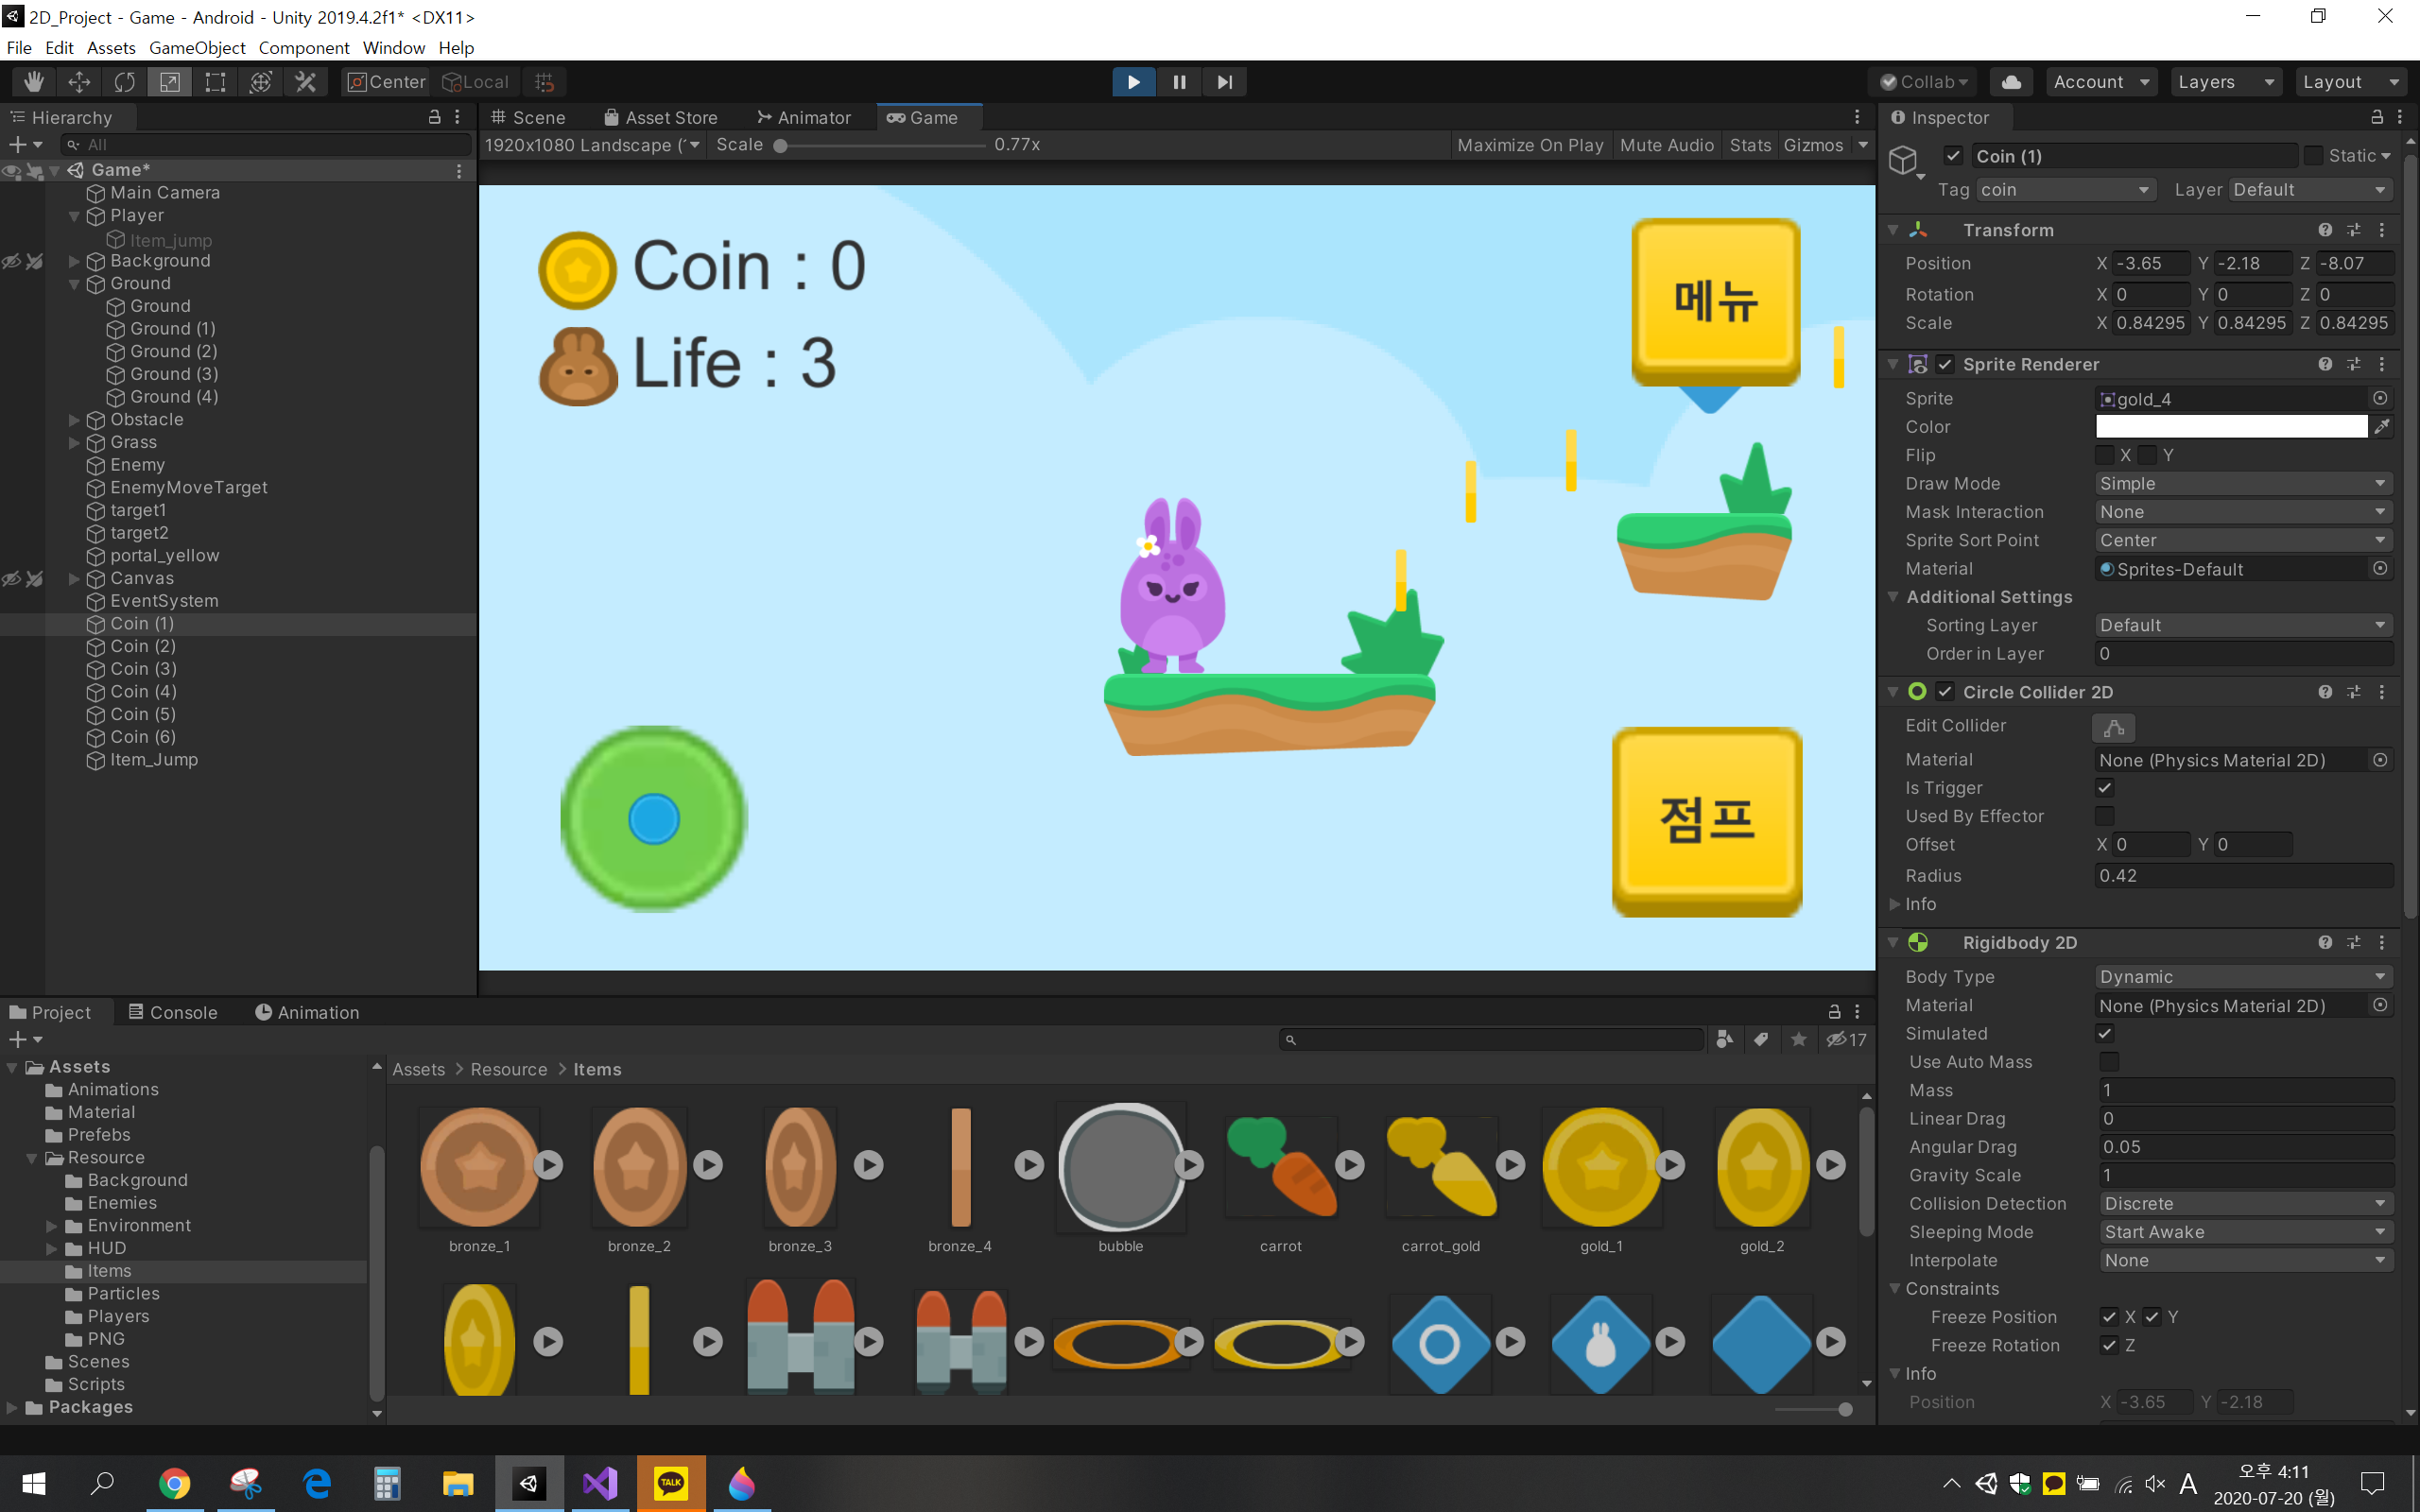 2D_Project - Game - Android - Unity 2019.4.2f1* <DX11>
File Edit Assets GameObject Component Window Help
Center Local
Collab Account Layers Layout
Hierarchy
All
Game*
Main Camera
Player
Item_jump
Background
Ground
Ground
Ground (1)
Ground (2)
Ground (3)
Ground (4)
Obstacle
Grass
Enemy
EnemyMoveTarget
target1
target2
portal_yellow
Canvas
EventSystem
Coin (1)
Coin (2)
Coin (3)
Coin (4)
Coin (5)
Coin (6)
Item_Jump
Scene Asset Store Animator Game
1920x1080 Landscape (' Scale 0.77x Maximize On Play Mute Audio Stats Gizmos
Coin : 0
Life : 3
메뉴
점프
Inspector
Coin (1) Static
Tag coin Layer Default
Transform
Position X -3.65 Y -2.18 Z -8.07
Rotation X 0 Y 0 Z 0
Scale X 0.84295 Y 0.84295 Z 0.84295
Sprite Renderer
Sprite gold_4
Color
Flip X Y
Draw Mode Simple
Mask Interaction None
Sprite Sort Point Center
Material Sprites-Default
Additional Settings
Sorting Layer Default
Order in Layer 0
Circle Collider 2D
Edit Collider
Material None (Physics Material 2D)
Is Trigger
Used By Effector
Offset X 0 Y 0
Radius 0.42
Info
Rigidbody 2D
Body Type Dynamic
Material None (Physics Material 2D)
Simulated
Use Auto Mass
Mass 1
Linear Drag 0
Angular Drag 0.05
Gravity Scale 1
Collision Detection Discrete
Sleeping Mode Start Awake
Interpolate None
Constraints
Freeze Position X Y
Freeze Rotation Z
Info
Position X -3.65 Y -2.18
Project Console Animation
17
Assets
Animations
Material
Prefebs
Resource
Background
Enemies
Environment
HUD
Items
Particles
Players
PNG
Scenes
Scripts
Packages
Assets > Resource > Items
bronze_1 bronze_2 bronze_3 bronze_4 bubble carrot carrot_gold gold_1 gold_2
TALK
A
오후 4:11
2020-07-20 (월)